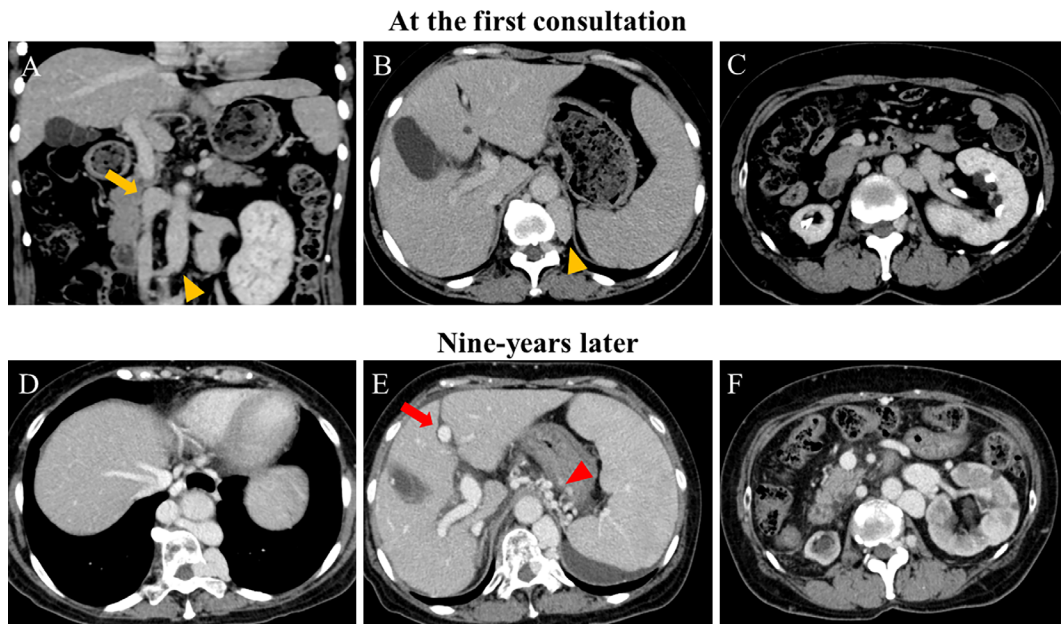 At the first consultation
A
B
C
Nine-years later
D
E
F